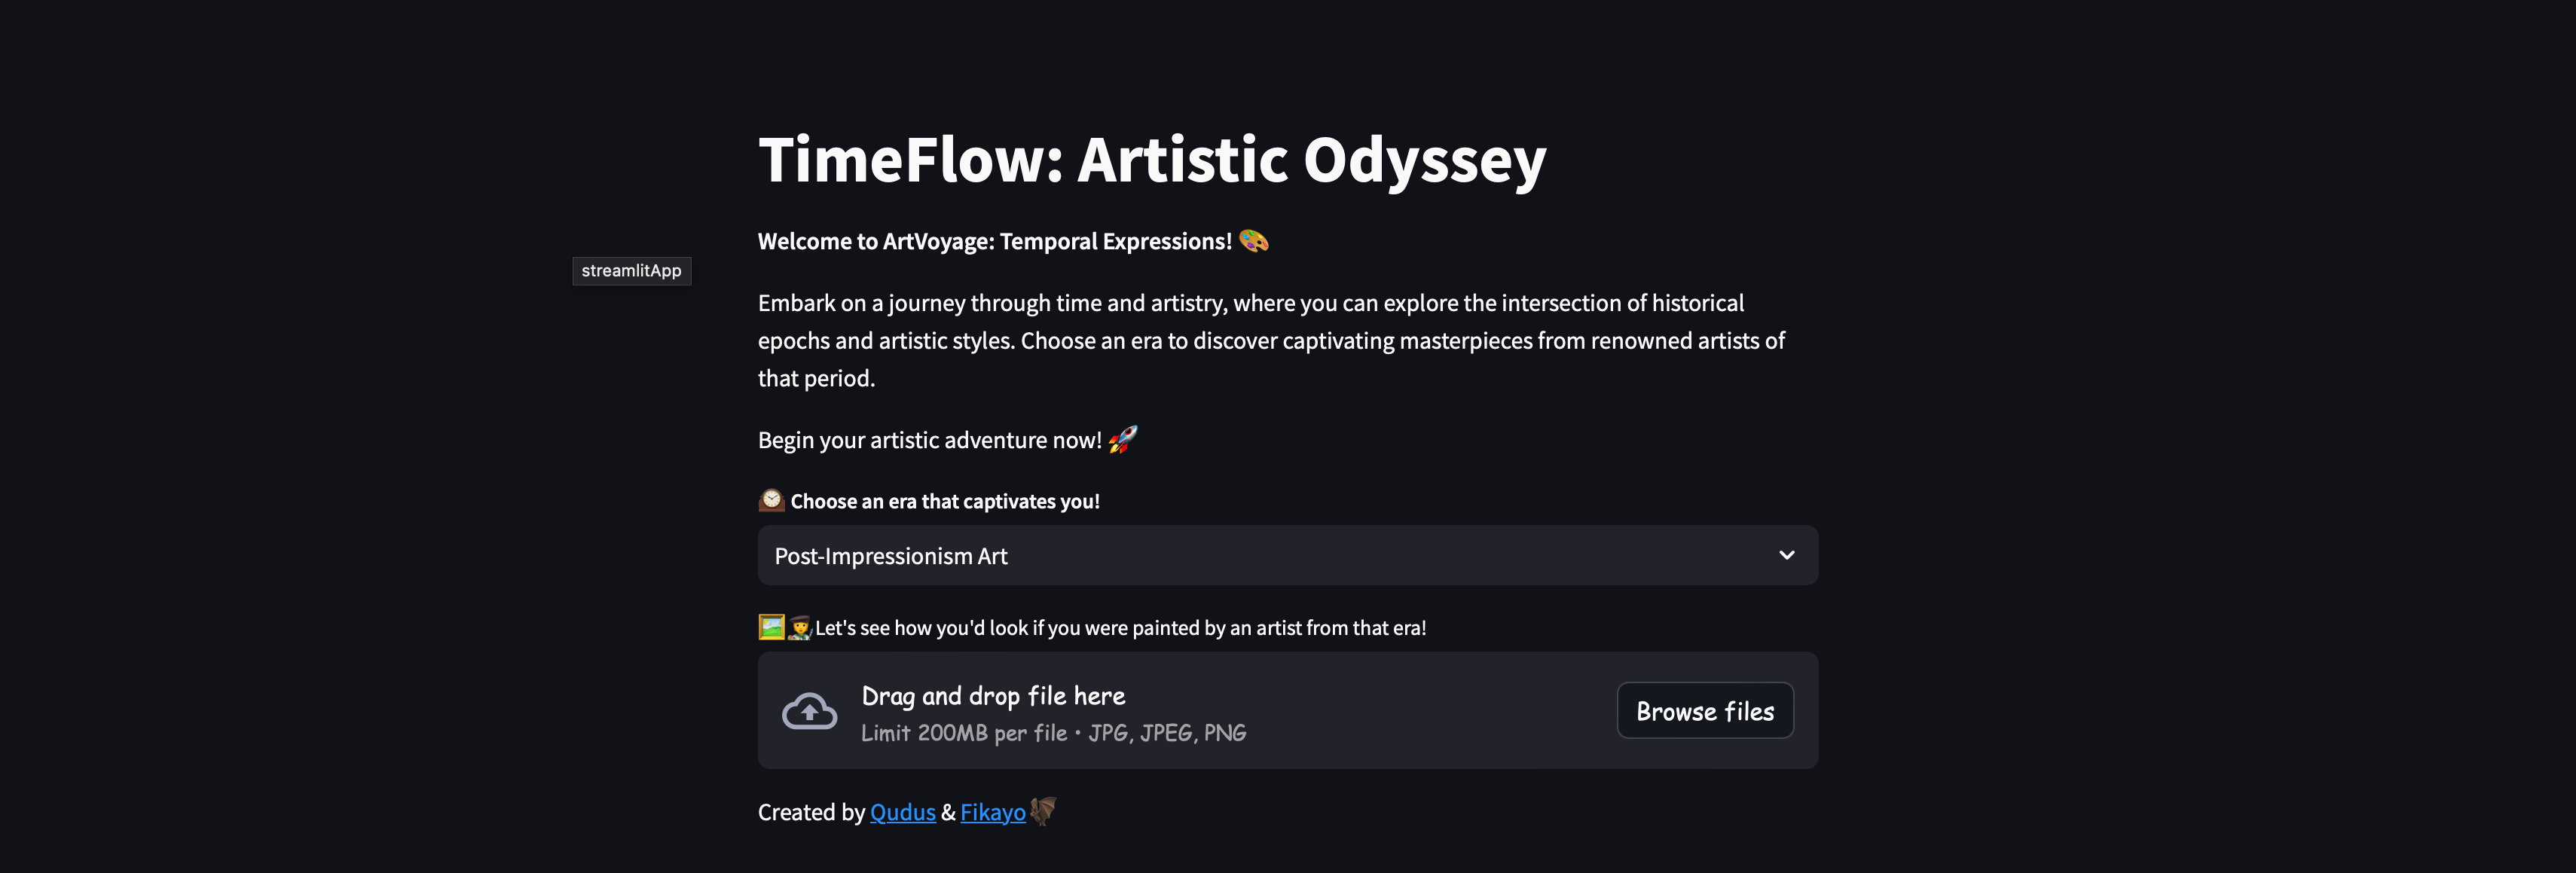 TimeFlow: Artistic Odyssey
Welcome to ArtVoyage: Temporal Expressions! 🎨
streamlitApp
Embark on a journey through time and artistry, where you can explore the intersection of historical
epochs and artistic styles. Choose an era to discover captivating masterpieces from renowned artists of
that period.
Begin your artistic adventure now! 🚀
🕰️ Choose an era that captivates you!
Post-Impressionism Art
🖼️👩‍🎨Let's see how you'd look if you were painted by an artist from that era!
Drag and drop file here
Limit 200MB per file • JPG, JPEG, PNG
Browse files
Created by Qudus & Fikayo🦇